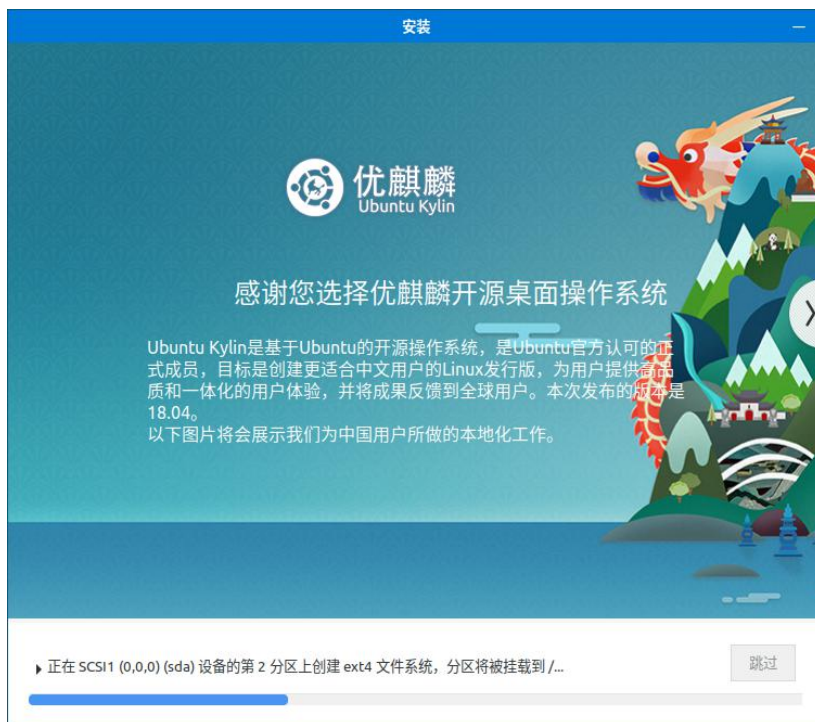 安装
优麒麟
Ubuntu Kylin
感谢您选择优麒麟开源桌面操作系统
Ubuntu Kylin是基于Ubuntu的开源操作系统，是Ubuntu官方认可的正
式成员，目标是创建更适合中文用户的Linux发行版，为用户提供高品
质和一体化的用户体验，并将成果反馈到全球用户。本次发布的版本是
18.04。
以下图片将会展示我们为中国用户所做的本地化工作。
正在 SCSI1 (0,0,0) (sda) 设备的第 2 分区上创建 ext4 文件系统，分区将被挂载到 /...
跳过